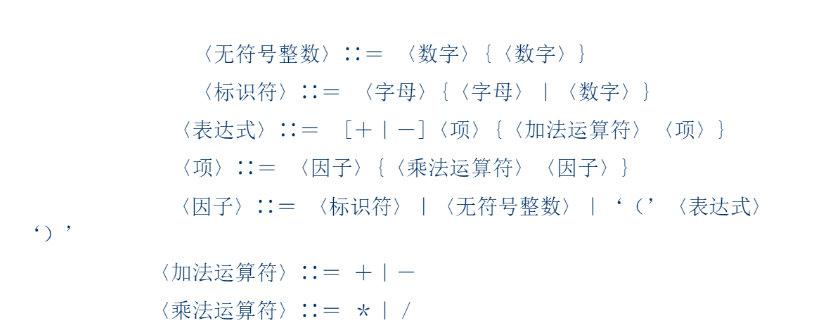 〈无符号整数〉::= 〈数字〉{〈数字〉}
〈标识符〉::= 〈字母〉{〈字母〉|〈数字〉}
〈表达式〉::= [＋|－]〈项〉{〈加法运算符〉〈项〉}
〈项〉::= 〈因子〉{〈乘法运算符〉〈因子〉}
〈因子〉::= 〈标识符〉|〈无符号整数〉|‘(’〈表达式〉
‘)’
〈加法运算符〉::= ＋|－
〈乘法运算符〉::= *|/